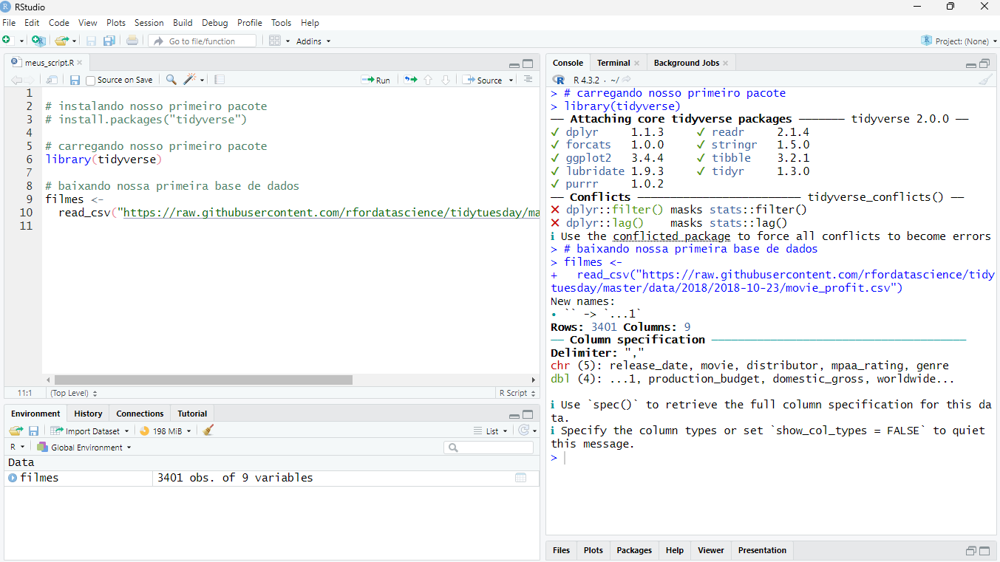 RStudio
File Edit Code View Plots Session Build Debug Profile Tools Help
Go to file/function Addins Project: (None)
meus_script.R
Source on Save Run Source
1
2 # instalando nosso primeiro pacote
3 # install.packages("tidyverse")
4
5 # carregando nosso primeiro pacote
6 library(tidyverse)
7
8 # baixando nossa primeira base de dados
9 filmes <-
10 read_csv("https://raw.githubusercontent.com/rfordatascience/tidytuesday/ma
11
11:1 (Top Level) R Script
Environment History Connections Tutorial
Import Dataset 198 MiB List
R Global Environment
Data
filmes 3401 obs. of 9 variables
Console Terminal Background Jobs
R 4.3.2 · ~/
> # carregando nosso primeiro pacote
> library(tidyverse)
── Attaching core tidyverse packages ─────── tidyverse 2.0.0 ──
✓ dplyr 1.1.3 ✓ readr 2.1.4
✓ forcats 1.0.0 ✓ stringr 1.5.0
✓ ggplot2 3.4.4 ✓ tibble 3.2.1
✓ lubridate 1.9.3 ✓ tidyr 1.3.0
✓ purrr 1.0.2
── Conflicts ───────────────────────── tidyverse_conflicts() ──
✕ dplyr::filter() masks stats::filter()
✕ dplyr::lag() masks stats::lag()
ℹ Use the conflicted package to force all conflicts to become errors
> # baixando nossa primeira base de dados
> filmes <-
+ read_csv("https://raw.githubusercontent.com/rfordatascience/tidy
tuesday/master/data/2018/2018-10-23/movie_profit.csv")
New names:
• `` -> `...1`
Rows: 3401 Columns: 9
── Column specification ───────────────────────────────────────
Delimiter: ","
chr (5): release_date, movie, distributor, mpaa_rating, genre
dbl (4): ...1, production_budget, domestic_gross, worldwide...

ℹ Use `spec()` to retrieve the full column specification for this da
ta.
ℹ Specify the column types or set `show_col_types = FALSE` to quiet
this message.
>
Files Plots Packages Help Viewer Presentation